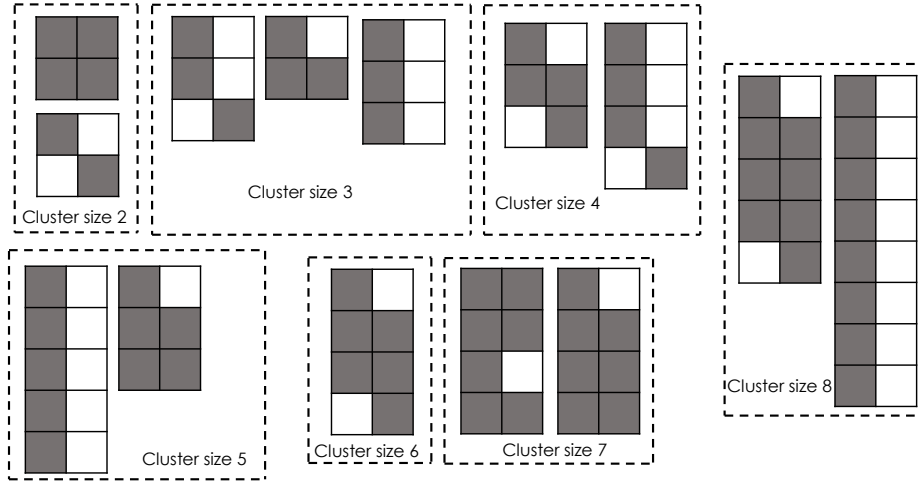 Cluster size 2
Cluster size 3
Cluster size 4
Cluster size 8
Cluster size 5
Cluster size 6
Cluster size 7